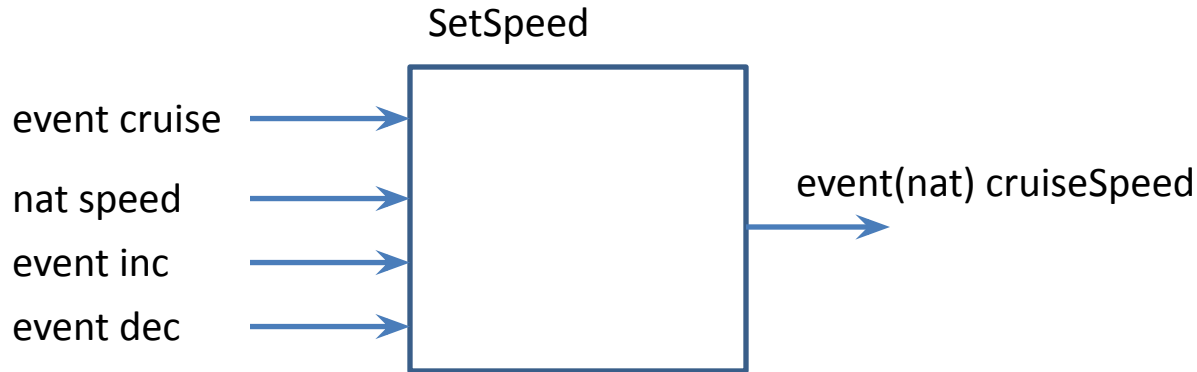 SetSpeed
event cruise
nat speed
event(nat) cruiseSpeed
event inc
event dec